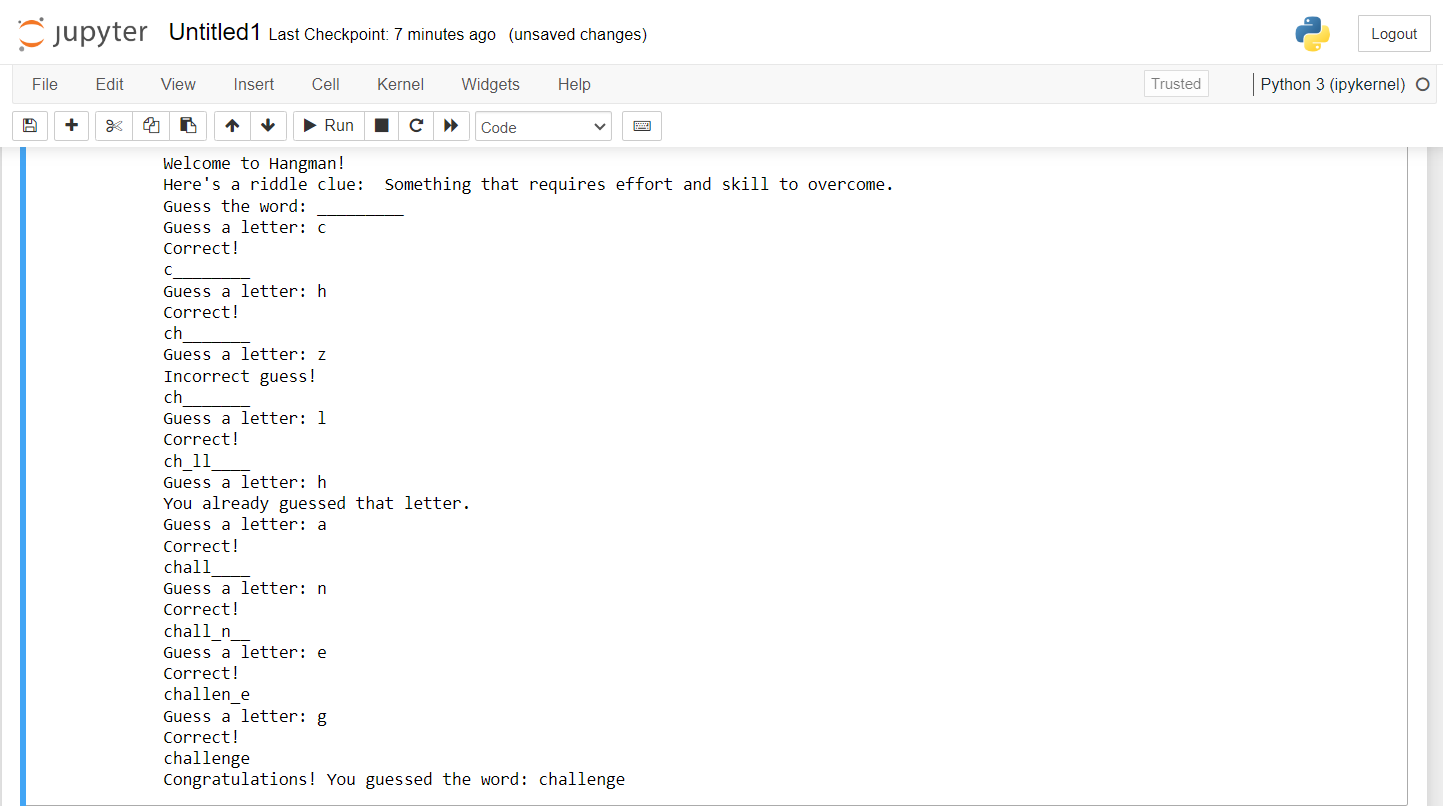 jupyter Untitled1 Last Checkpoint: 7 minutes ago (unsaved changes) Logout
File Edit View Insert Cell Kernel Widgets Help Trusted Python 3 (ipykernel)
Run Code
Welcome to Hangman!
Here's a riddle clue:  Something that requires effort and skill to overcome.
Guess the word: _________
Guess a letter: c
Correct!
c________
Guess a letter: h
Correct!
ch_______
Guess a letter: z
Incorrect guess!
ch_______
Guess a letter: l
Correct!
ch_ll____
Guess a letter: h
You already guessed that letter.
Guess a letter: a
Correct!
chall____
Guess a letter: n
Correct!
chall_n__
Guess a letter: e
Correct!
challen_e
Guess a letter: g
Correct!
challenge
Congratulations! You guessed the word: challenge